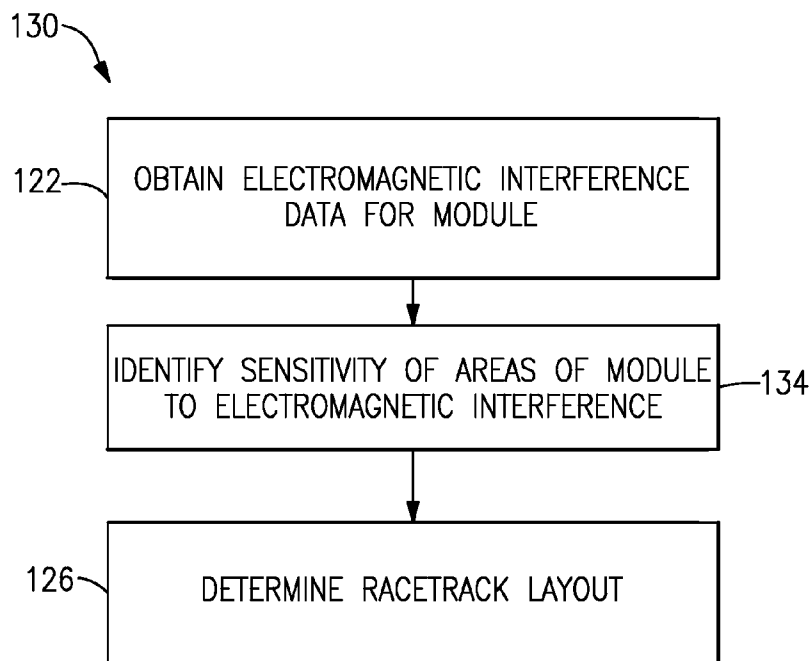 130
122
OBTAIN ELECTROMAGNETIC INTERFERENCE
DATA FOR MODULE
IDENTIFY SENSITIVITY OF AREAS OF MODULE
TO ELECTROMAGNETIC INTERFERENCE
134
126
DETERMINE RACETRACK LAYOUT